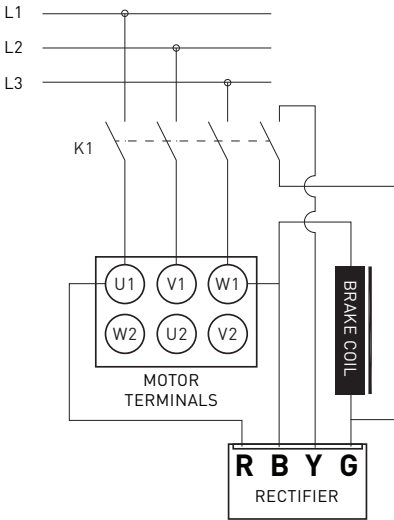 L1
L2
L3
K1
U1 V1 W1
W2 U2 V2
MOTOR
TERMINALS
BRAKE COIL
R B Y G
RECTIFIER